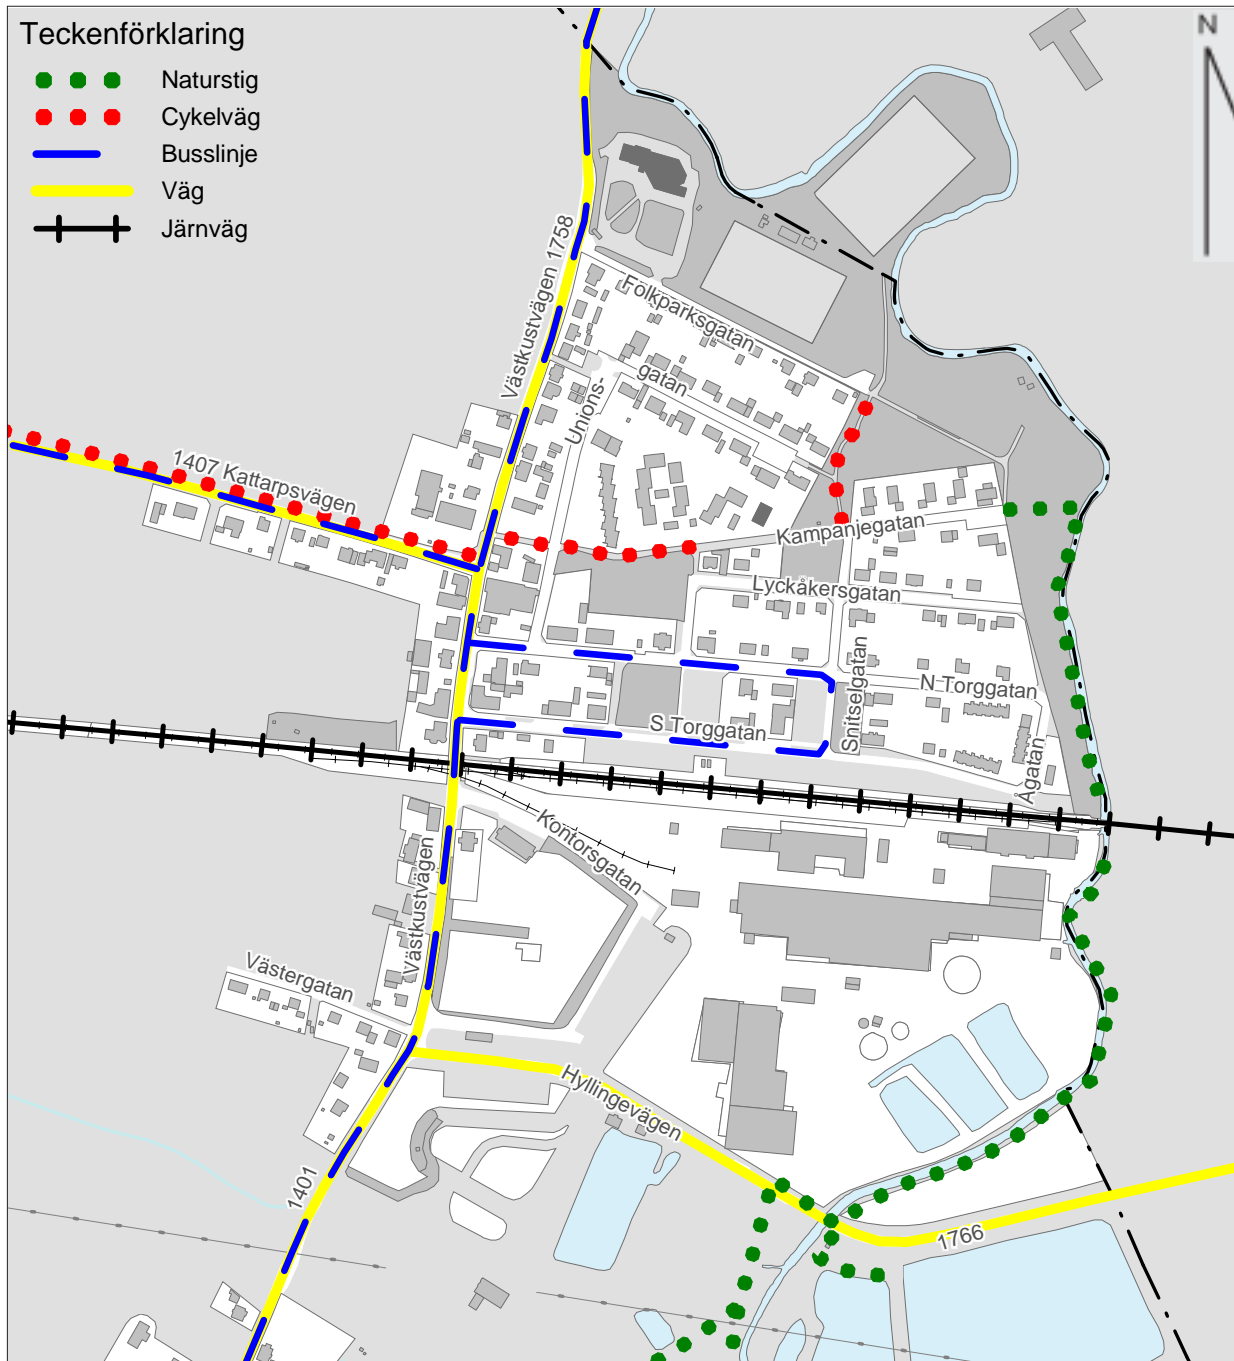 Teckenförklaring
Naturstig
Cykelväg
Busslinje
Väg
Järnväg
N
Västkustvägen 1758
Folkparksgatan
Unions-
gatan
1407 Kattarpsvägen
Kampanjegatan
Lyckåkersgatan
Snitselgatan
N Torggatan
S Torggatan
Ågatan
Kontorsgatan
Västkustvägen
Västergatan
Hyllingevägen
1401
1766